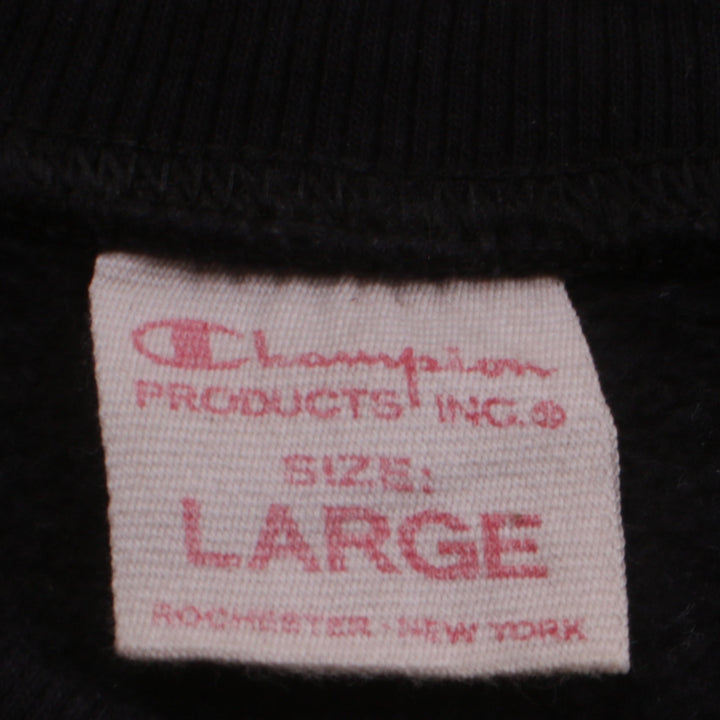 Champion
PRODUCTS INC.®
SIZE:
LARGE
ROCHESTER · NEW YORK